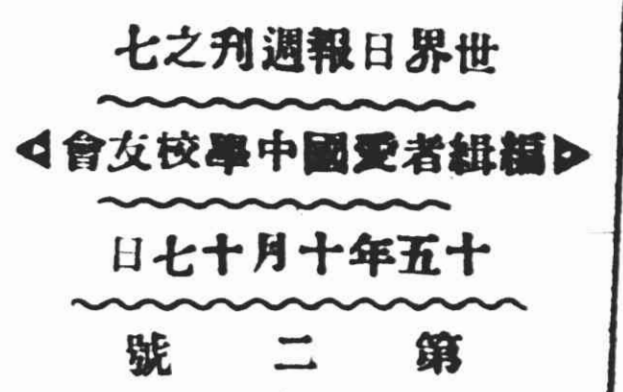 世界日報週刊之七
編緝者愛國中學校友會
十五年十月十七日
第二號